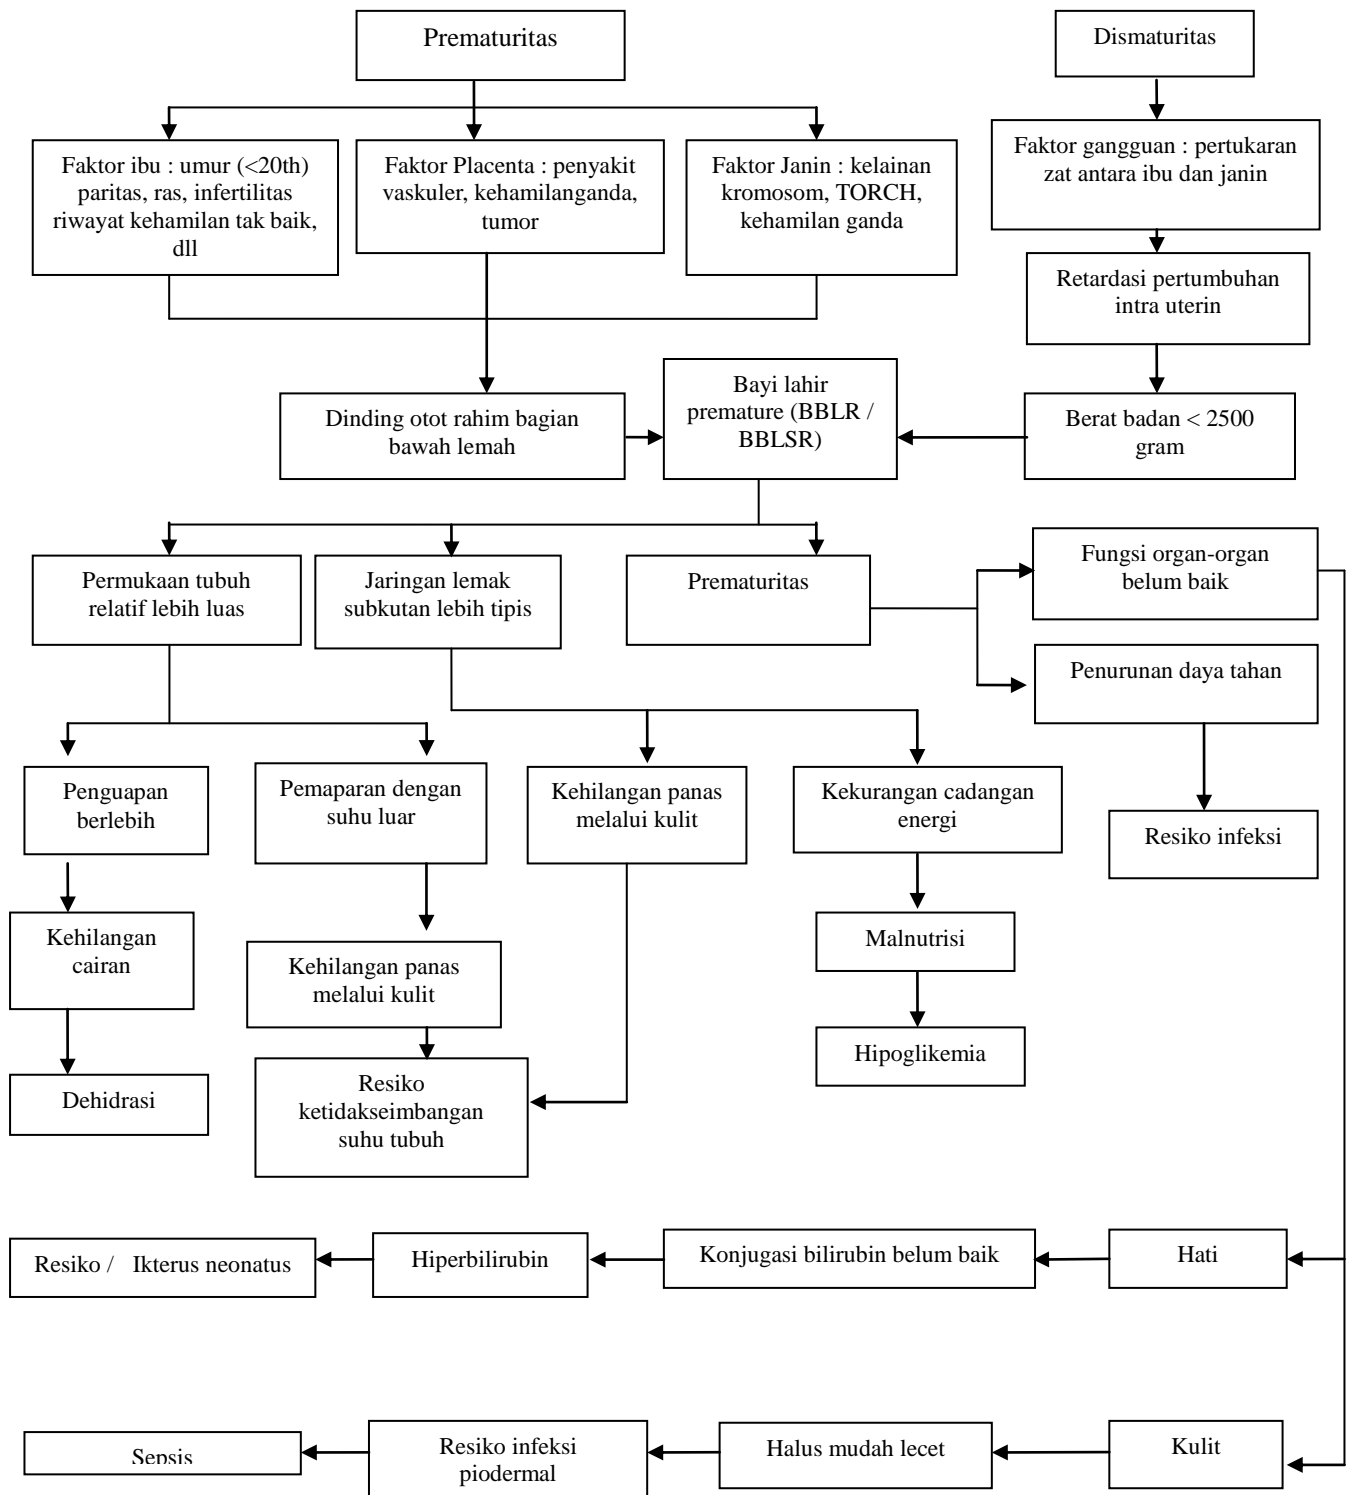 Prematuritas
Dismaturitas
Faktor ibu : umur (<20th)
paritas, ras, infertilitas
riwayat kehamilan tak baik,
dll
Faktor Placenta : penyakit
vaskuler, kehamilanganda,
tumor
Faktor Janin : kelainan
kromosom, TORCH,
kehamilan ganda
Faktor gangguan : pertukaran
zat antara ibu dan janin
Retardasi pertumbuhan
intra uterin
Dinding otot rahim bagian
bawah lemah
Bayi lahir
premature (BBLR /
BBLSR)
Berat badan < 2500
gram
Permukaan tubuh
relatif lebih luas
Jaringan lemak
subkutan lebih tipis
Prematuritas
Fungsi organ-organ
belum baik
Penurunan daya tahan
Penguapan
berlebih
Pemaparan dengan
suhu luar
Kehilangan panas
melalui kulit
Kekurangan cadangan
energi
Resiko infeksi
Kehilangan
cairan
Kehilangan panas
melalui kulit
Malnutrisi
Dehidrasi
Resiko
ketidakseimbangan
suhu tubuh
Hipoglikemia
Resiko / Ikterus neonatus
Hiperbilirubin
Konjugasi bilirubin belum baik
Hati
Sepsis
Resiko infeksi
piodermal
Halus mudah lecet
Kulit